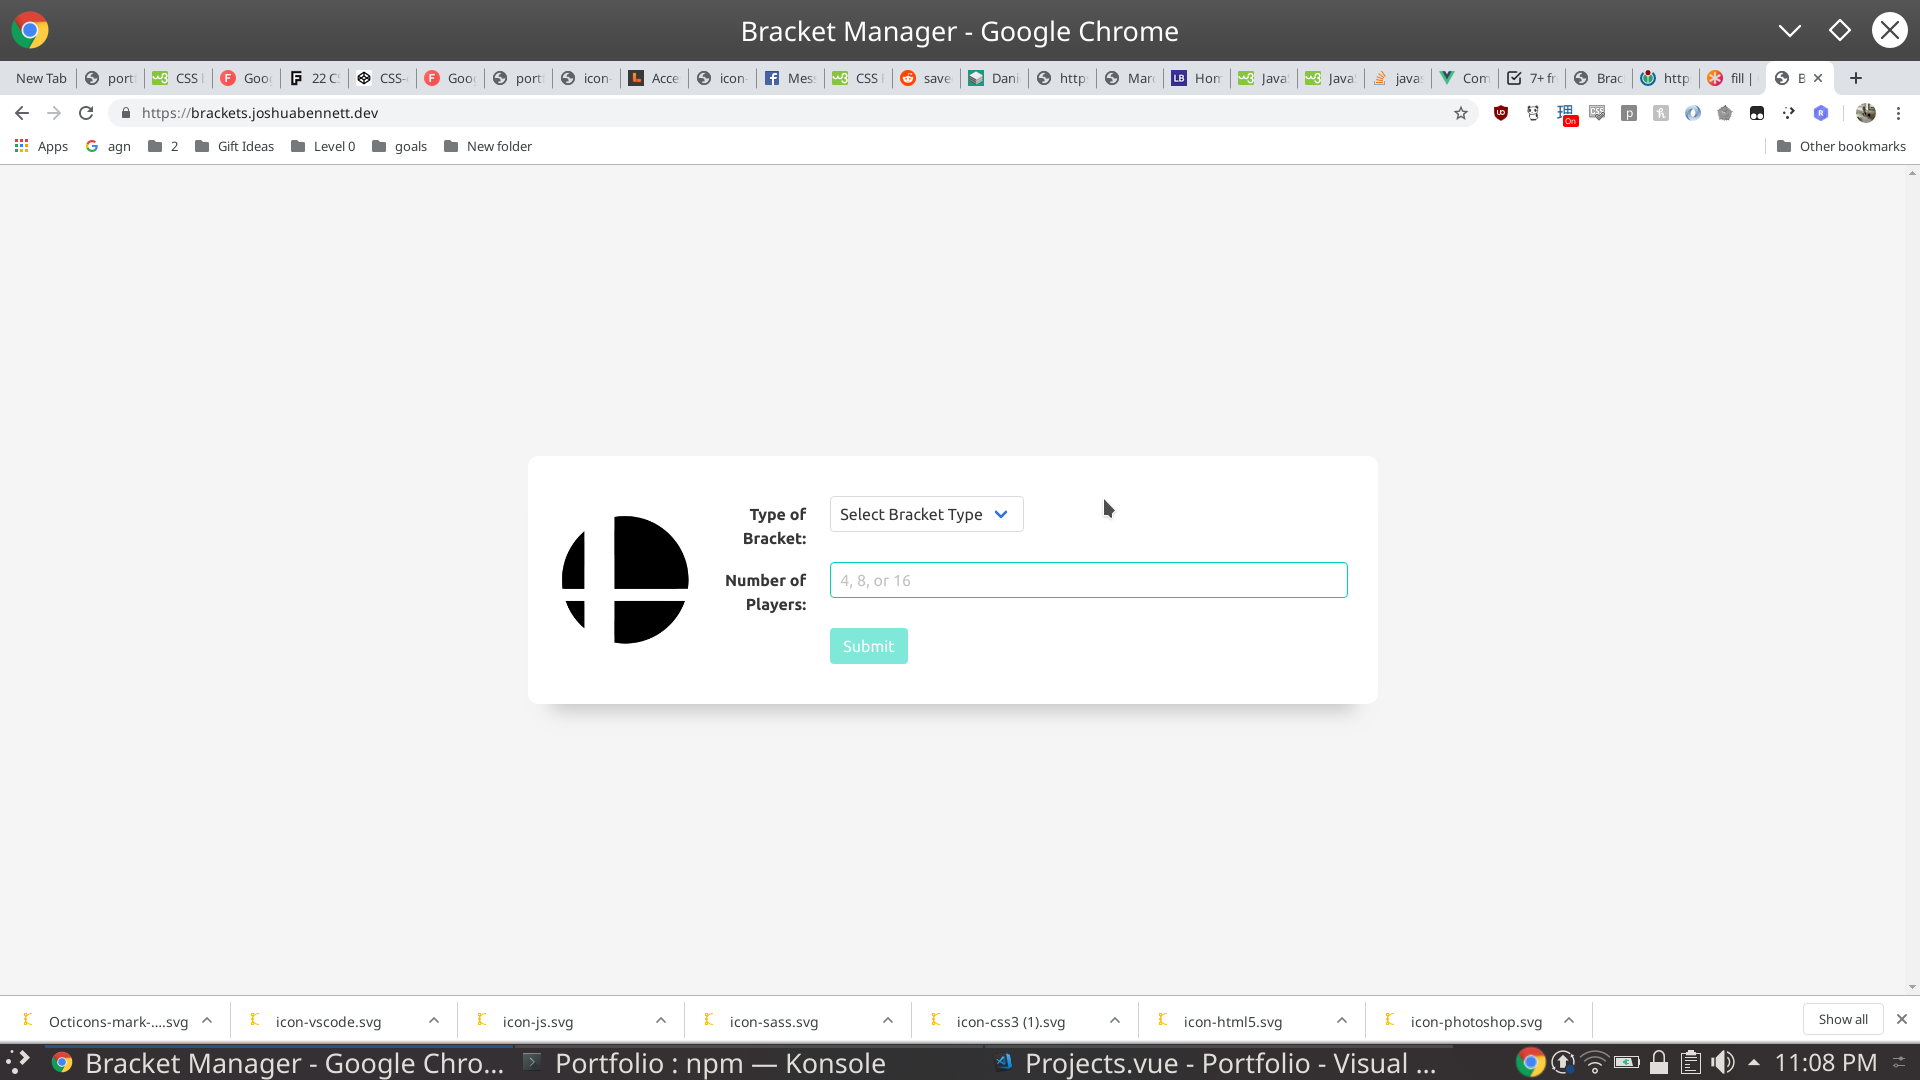 Bracket Manager - Google Chrome
New Tab
port
CSS
Goo
22 C
CSS-
Goo
port
icon-
Acce
icon-
Mes
CSS
save
Dani
http
Marc
LB Hom
Java
Java
javas
Com
7+ fr
Brac
http
fill |
B
https://brackets.joshuabennett.dev
On
Apps
agn
2
Gift Ideas
Level 0
goals
New folder
Other bookmarks
Type of
Bracket:
Select Bracket Type
Number of
Players:
4, 8, or 16
Submit
Octicons-mark-....svg
icon-vscode.svg
icon-js.svg
icon-sass.svg
icon-css3 (1).svg
icon-html5.svg
icon-photoshop.svg
Show all
Bracket Manager - Google Chro...
Portfolio : npm — Konsole
Projects.vue - Portfolio - Visual ...
11:08 PM